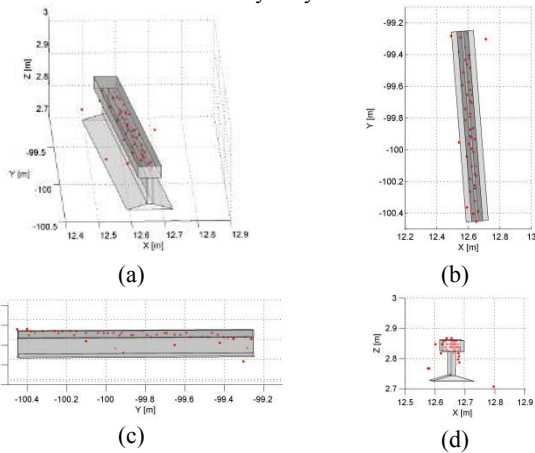 3
2.9
2.8
2.7
Z [m]
-99.5
-100
-100.5
Y [m]
12.4 12.5 12.6 12.7 12.8 12.9
X [m]
(a)
-99.2
-99.4
-99.6
-99.8
-100
-100.2
-100.4
Y [m]
12.2 12.4 12.6 12.8 13
X [m]
(b)
-100.4 -100.2 -100 -99.8 -99.6 -99.4 -99.2
Y [m]
(c)
3
2.9
2.8
2.7
Z [m]
12.5 12.6 12.7 12.8 12.9
X [m]
(d)